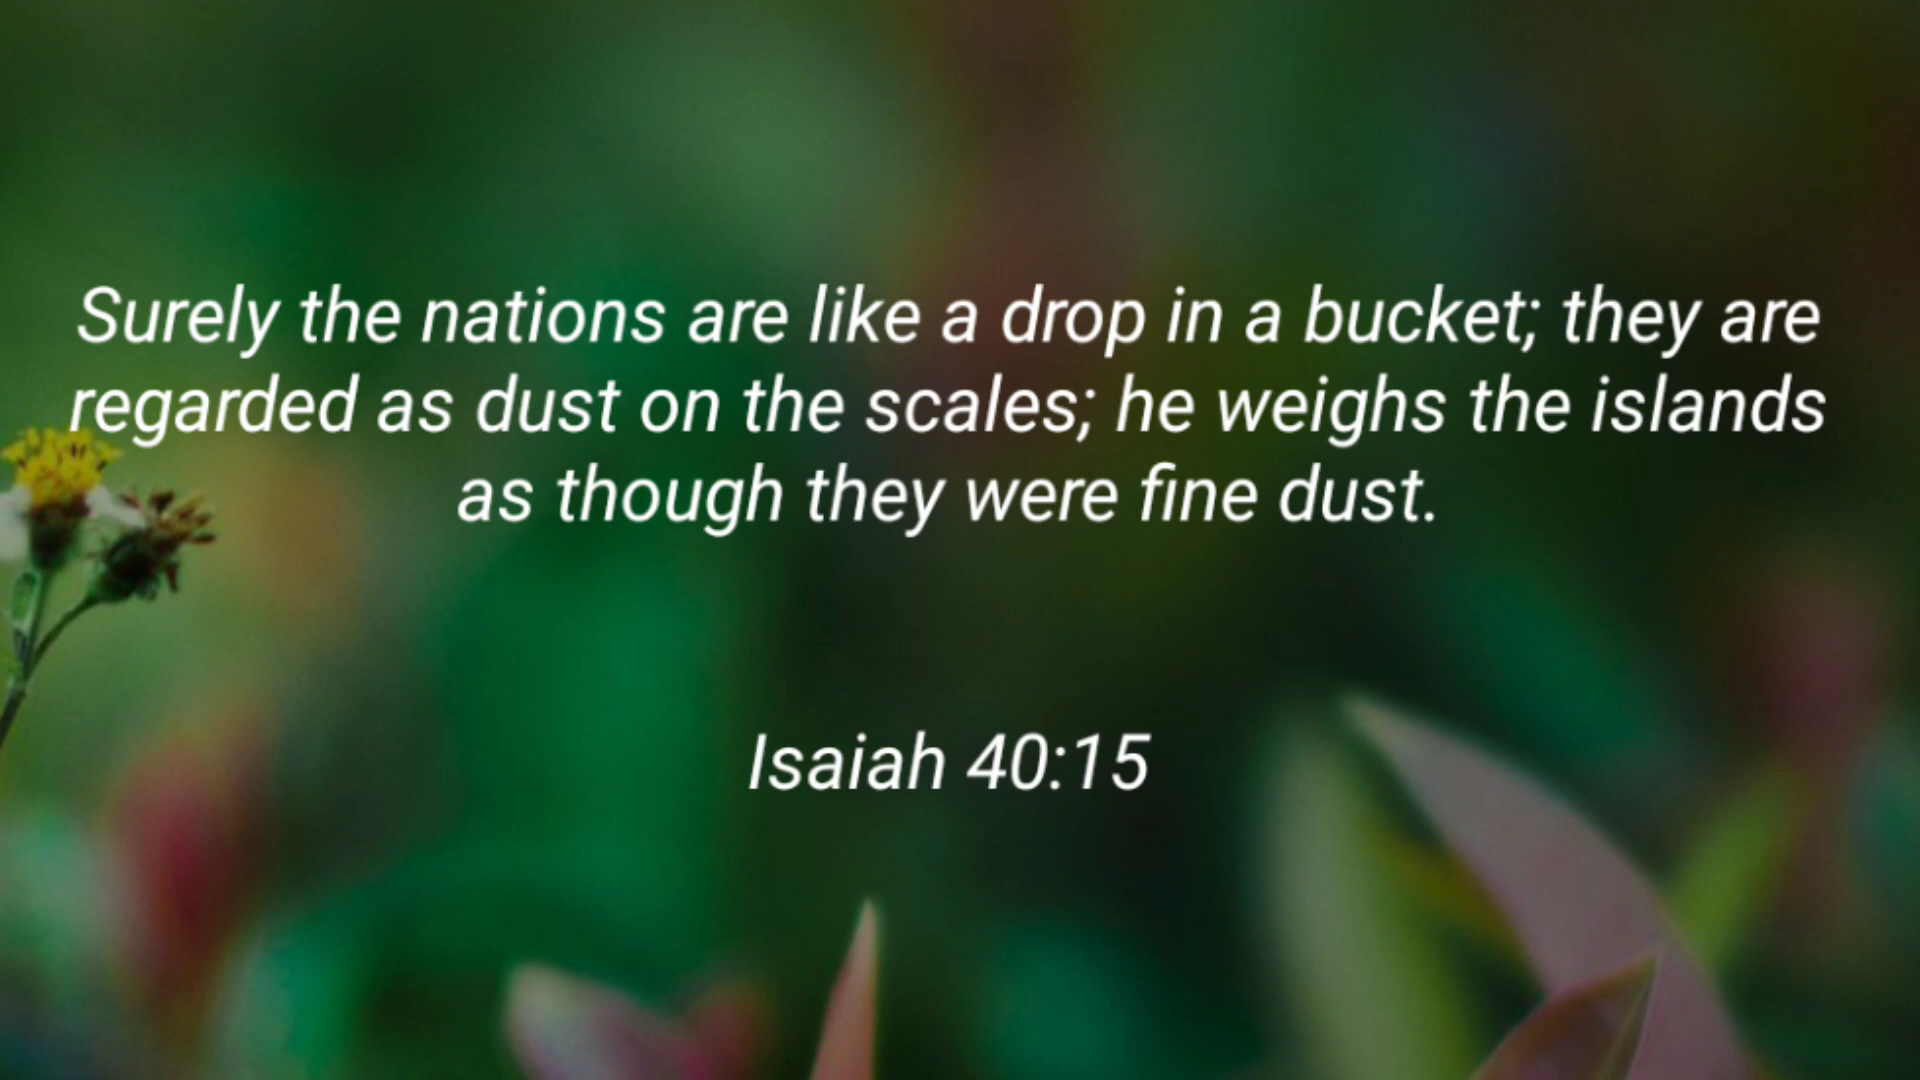 Surely the nations are like a drop in a bucket; they are
regarded as dust on the scales; he weighs the islands
as though they were fine dust.
Isaiah 40:15